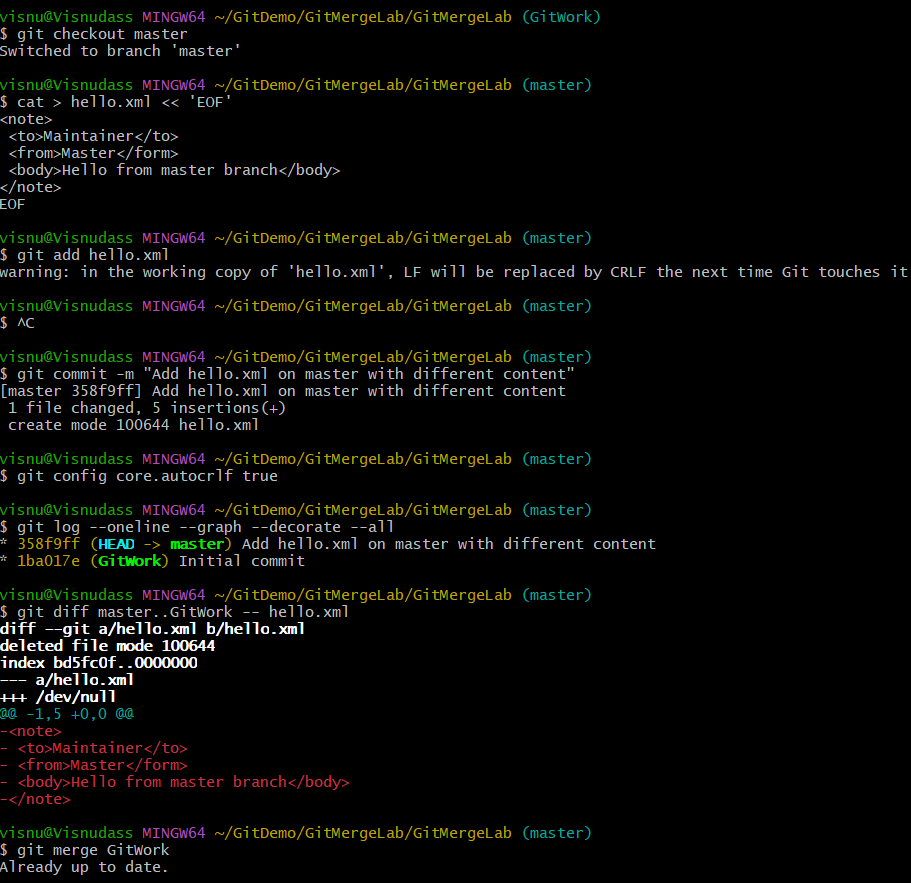 visnu@Visnudass MINGW64 ~/GitDemo/GitMergeLab/GitMergeLab (GitWork)
$ git checkout master
Switched to branch 'master'
visnu@Visnudass MINGW64 ~/GitDemo/GitMergeLab/GitMergeLab (master)
$ cat > hello.xml << 'EOF'
<note>
 <to>Maintainer</to>
 <from>Master</form>
 <body>Hello from master branch</body>
</note>
EOF
visnu@Visnudass MINGW64 ~/GitDemo/GitMergeLab/GitMergeLab (master)
$ git add hello.xml
warning: in the working copy of 'hello.xml', LF will be replaced by CRLF the next time Git touches it
visnu@Visnudass MINGW64 ~/GitDemo/GitMergeLab/GitMergeLab (master)
$ ^C
visnu@Visnudass MINGW64 ~/GitDemo/GitMergeLab/GitMergeLab (master)
$ git commit -m "Add hello.xml on master with different content"
[master 358f9ff] Add hello.xml on master with different content
 1 file changed, 5 insertions(+)
 create mode 100644 hello.xml
visnu@Visnudass MINGW64 ~/GitDemo/GitMergeLab/GitMergeLab (master)
$ git config core.autocrlf true
visnu@Visnudass MINGW64 ~/GitDemo/GitMergeLab/GitMergeLab (master)
$ git log --oneline --graph --decorate --all
* 358f9ff (HEAD -> master) Add hello.xml on master with different content
* 1ba017e (GitWork) Initial commit
visnu@Visnudass MINGW64 ~/GitDemo/GitMergeLab/GitMergeLab (master)
$ git diff master..GitWork -- hello.xml
diff --git a/hello.xml b/hello.xml
deleted file mode 100644
index bd5fc0f..0000000
--- a/hello.xml
+++ /dev/null
@@ -1,5 +0,0 @@
-<note>
- <to>Maintainer</to>
- <from>Master</form>
- <body>Hello from master branch</body>
-</note>
visnu@Visnudass MINGW64 ~/GitDemo/GitMergeLab/GitMergeLab (master)
$ git merge GitWork
Already up to date.